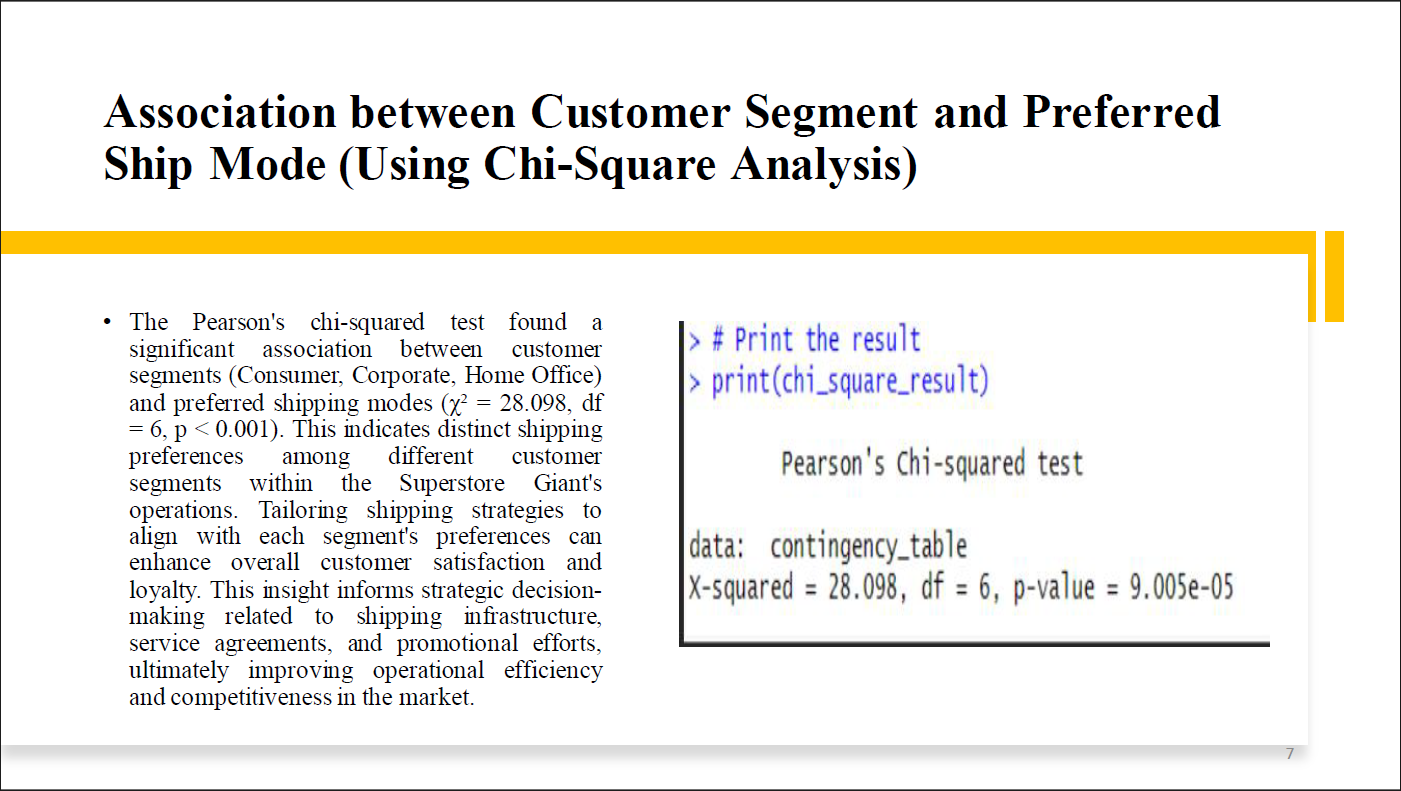 Association between Customer Segment and Preferred
Ship Mode (Using Chi-Square Analysis)
• The Pearson's chi-squared test found a
significant association between customer
segments (Consumer, Corporate, Home Office)
and preferred shipping modes (χ² = 28.098, df
= 6, p < 0.001). This indicates distinct shipping
preferences among different customer
segments within the Superstore Giant's
operations. Tailoring shipping strategies to
align with each segment's preferences can
enhance overall customer satisfaction and
loyalty. This insight informs strategic decision-
making related to shipping infrastructure,
service agreements, and promotional efforts,
ultimately improving operational efficiency
and competitiveness in the market.
> # Print the result
> print(chi_square_result)
Pearson's Chi-squared test
data: contingency_table
X-squared = 28.098, df = 6, p-value = 9.005e-05
7